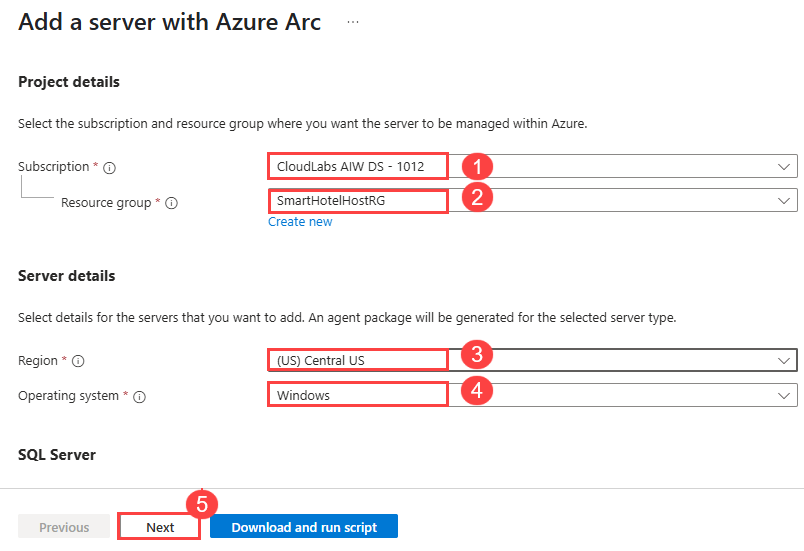 Add a server with Azure Arc ...
Project details
Select the subscription and resource group where you want the server to be managed within Azure.
Subscription * CloudLabs AIW DS - 1012 1
Resource group * SmartHotelHostRG 2
Create new
Server details
Select details for the servers that you want to add. An agent package will be generated for the selected server type.
Region * (US) Central US 3
Operating system * Windows 4
SQL Server
5
Previous Next Download and run script